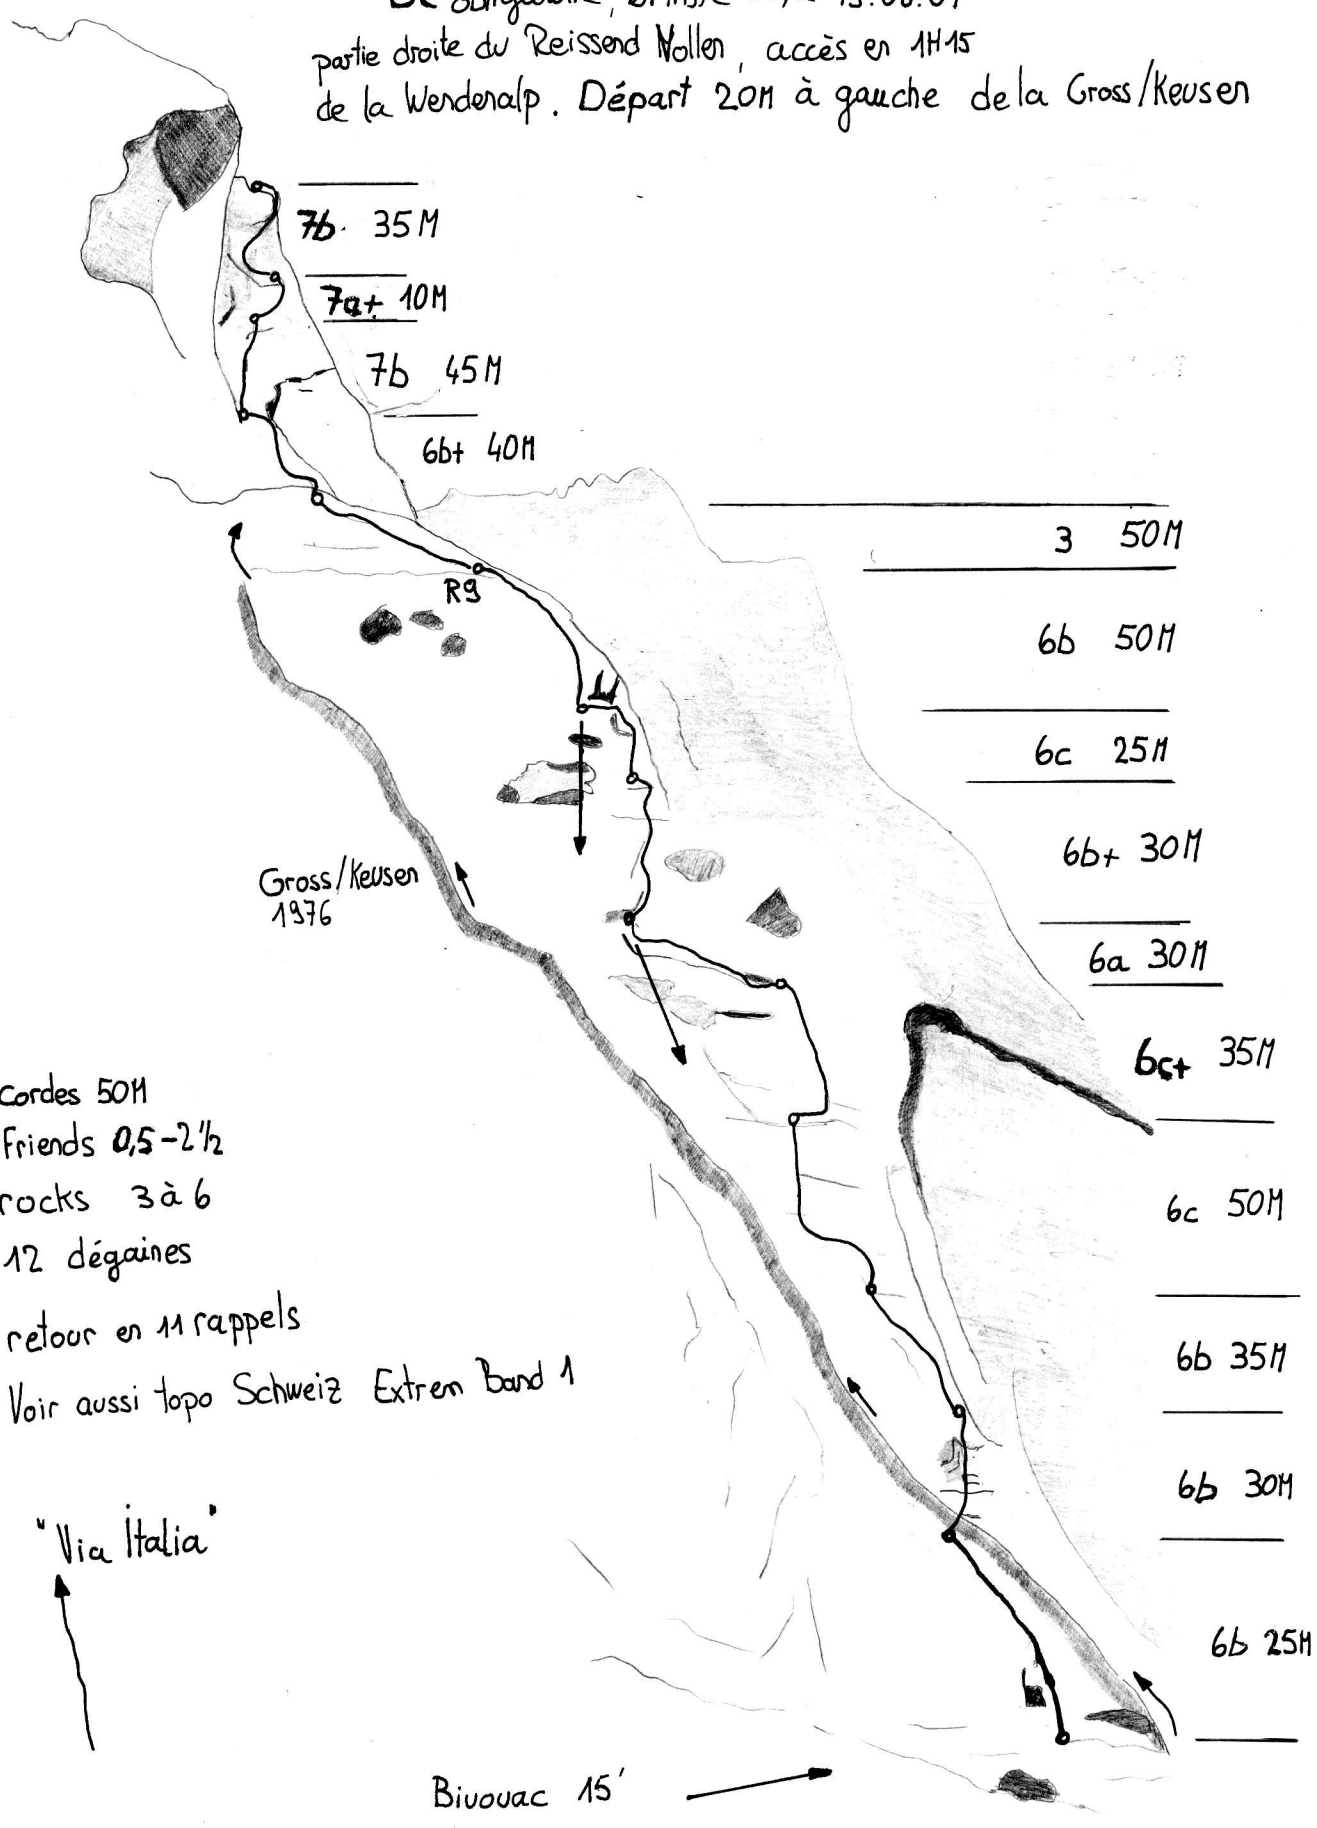 partie droite du Reissend Nollen, accès en 1H15
de la Wendenalp. Départ 20M à gauche de la Gross/Keusen
7b 35M
7a+ 10M
7b 45M
6b+ 40M
3 50M
6b 50M
R9
6c 25M
6b+ 30M
Gross/Keusen
1976
6a 30M
6c+ 35M
Cordes 50M
Friends 0,5-2½
rocks 3 à 6
12 dégaines
retour en 11 rappels
Voir aussi topo Schweiz Extrem Band 1
6c 50M
6b 35M
6b 30M
"Via Italia"
6b 25M
Bivouac 15'